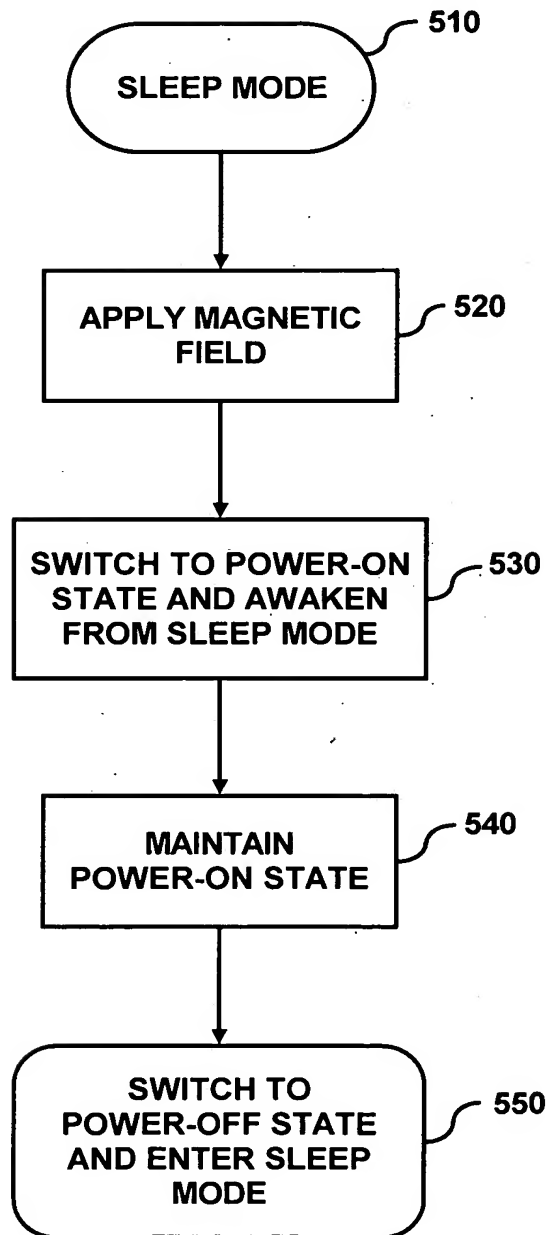 510
SLEEP MODE
520
APPLY MAGNETIC
FIELD
530
SWITCH TO POWER-ON
STATE AND AWAKEN
FROM SLEEP MODE
540
MAINTAIN
POWER-ON STATE
550
SWITCH TO
POWER-OFF STATE
AND ENTER SLEEP
MODE